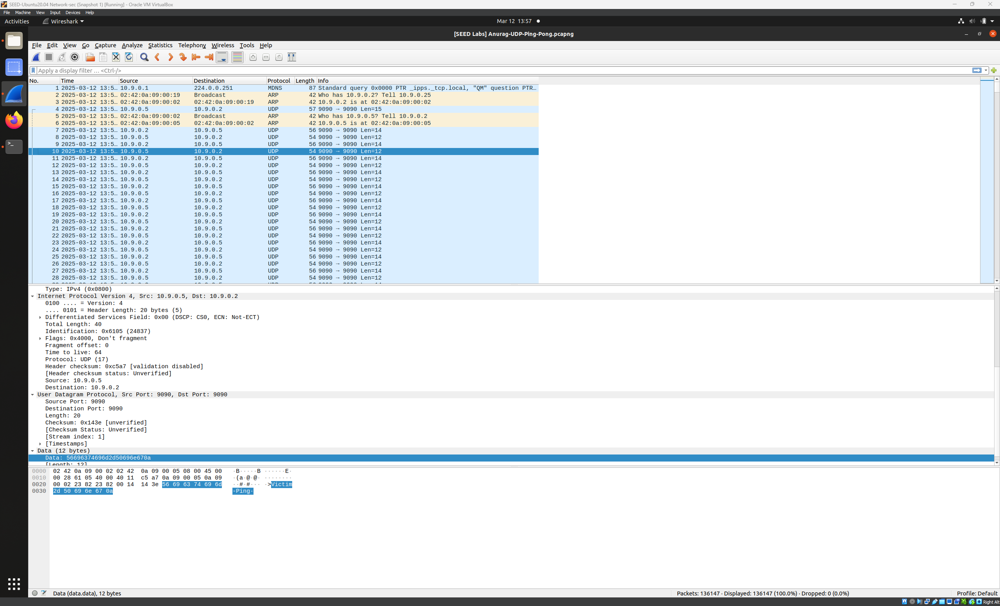 SEED-Ubuntu20.04 Network-sec (Snapshot 1) [Running] - Oracle VM VirtualBox
File Machine View Input Devices Help
Activities Wireshark Mar 12 13:57
[SEED Labs] Anurag-UDP-Ping-Pong.pcapng
File Edit View Go Capture Analyze Statistics Telephony Wireless Tools Help
Apply a display filter … <Ctrl-/>
No. Time Source Destination Protocol Length Info
1 2025-03-12 13:5… 10.9.0.1 224.0.0.251 MDNS 87 Standard query 0x0000 PTR _ipps._tcp.local, "QM" question PTR…
2 2025-03-12 13:5… 02:42:0a:09:00:19 Broadcast ARP 42 Who has 10.9.0.2? Tell 10.9.0.25
3 2025-03-12 13:5… 02:42:0a:09:00:02 02:42:0a:09:00:19 ARP 42 10.9.0.2 is at 02:42:0a:09:00:02
4 2025-03-12 13:5… 10.9.0.5 10.9.0.2 UDP 57 9090 → 9090 Len=15
5 2025-03-12 13:5… 02:42:0a:09:00:02 Broadcast ARP 42 Who has 10.9.0.5? Tell 10.9.0.2
6 2025-03-12 13:5… 02:42:0a:09:00:05 02:42:0a:09:00:02 ARP 42 10.9.0.5 is at 02:42:0a:09:00:05
7 2025-03-12 13:5… 10.9.0.2 10.9.0.5 UDP 56 9090 → 9090 Len=14
8 2025-03-12 13:5… 10.9.0.5 10.9.0.2 UDP 54 9090 → 9090 Len=12
9 2025-03-12 13:5… 10.9.0.2 10.9.0.5 UDP 56 9090 → 9090 Len=14
10 2025-03-12 13:5… 10.9.0.5 10.9.0.2 UDP 54 9090 → 9090 Len=12
11 2025-03-12 13:5… 10.9.0.2 10.9.0.5 UDP 56 9090 → 9090 Len=14
12 2025-03-12 13:5… 10.9.0.5 10.9.0.2 UDP 54 9090 → 9090 Len=12
13 2025-03-12 13:5… 10.9.0.2 10.9.0.5 UDP 56 9090 → 9090 Len=14
14 2025-03-12 13:5… 10.9.0.5 10.9.0.2 UDP 54 9090 → 9090 Len=12
15 2025-03-12 13:5… 10.9.0.2 10.9.0.5 UDP 56 9090 → 9090 Len=14
16 2025-03-12 13:5… 10.9.0.5 10.9.0.2 UDP 54 9090 → 9090 Len=12
17 2025-03-12 13:5… 10.9.0.2 10.9.0.5 UDP 56 9090 → 9090 Len=14
18 2025-03-12 13:5… 10.9.0.5 10.9.0.2 UDP 54 9090 → 9090 Len=12
19 2025-03-12 13:5… 10.9.0.2 10.9.0.5 UDP 56 9090 → 9090 Len=14
20 2025-03-12 13:5… 10.9.0.5 10.9.0.2 UDP 54 9090 → 9090 Len=12
21 2025-03-12 13:5… 10.9.0.2 10.9.0.5 UDP 56 9090 → 9090 Len=14
22 2025-03-12 13:5… 10.9.0.5 10.9.0.2 UDP 54 9090 → 9090 Len=12
23 2025-03-12 13:5… 10.9.0.2 10.9.0.5 UDP 56 9090 → 9090 Len=14
24 2025-03-12 13:5… 10.9.0.5 10.9.0.2 UDP 54 9090 → 9090 Len=12
25 2025-03-12 13:5… 10.9.0.2 10.9.0.5 UDP 56 9090 → 9090 Len=14
26 2025-03-12 13:5… 10.9.0.5 10.9.0.2 UDP 54 9090 → 9090 Len=12
27 2025-03-12 13:5… 10.9.0.2 10.9.0.5 UDP 56 9090 → 9090 Len=14
28 2025-03-12 13:5… 10.9.0.5 10.9.0.2 UDP 54 9090 → 9090 Len=12
Type: IPv4 (0x0800)
Internet Protocol Version 4, Src: 10.9.0.5, Dst: 10.9.0.2
0100 .... = Version: 4
.... 0101 = Header Length: 20 bytes (5)
Differentiated Services Field: 0x00 (DSCP: CS0, ECN: Not-ECT)
Total Length: 40
Identification: 0x6105 (24837)
Flags: 0x4000, Don't fragment
Fragment offset: 0
Time to live: 64
Protocol: UDP (17)
Header checksum: 0xc5a7 [validation disabled]
[Header checksum status: Unverified]
Source: 10.9.0.5
Destination: 10.9.0.2
User Datagram Protocol, Src Port: 9090, Dst Port: 9090
Source Port: 9090
Destination Port: 9090
Length: 20
Checksum: 0x143e [unverified]
[Checksum Status: Unverified]
[Stream index: 1]
[Timestamps]
Data (12 bytes)
Data: 56696374696d2d50696e670a
[Length: 12]
0000 02 42 0a 09 00 02 02 42 0a 09 00 05 08 00 45 00 ·B·····B ······E·
0010 00 28 61 05 40 00 40 11 c5 a7 0a 09 00 05 0a 09 ·(a·@·@· ········
0020 00 02 23 82 23 82 00 14 14 3e 56 69 63 74 69 6d ··#·#··· ·>Victim
0030 2d 50 69 6e 67 0a -Ping·
Data (data.data), 12 bytes Packets: 136147 · Displayed: 136147 (100.0%) · Dropped: 0 (0.0%) Profile: Default
Right Alt